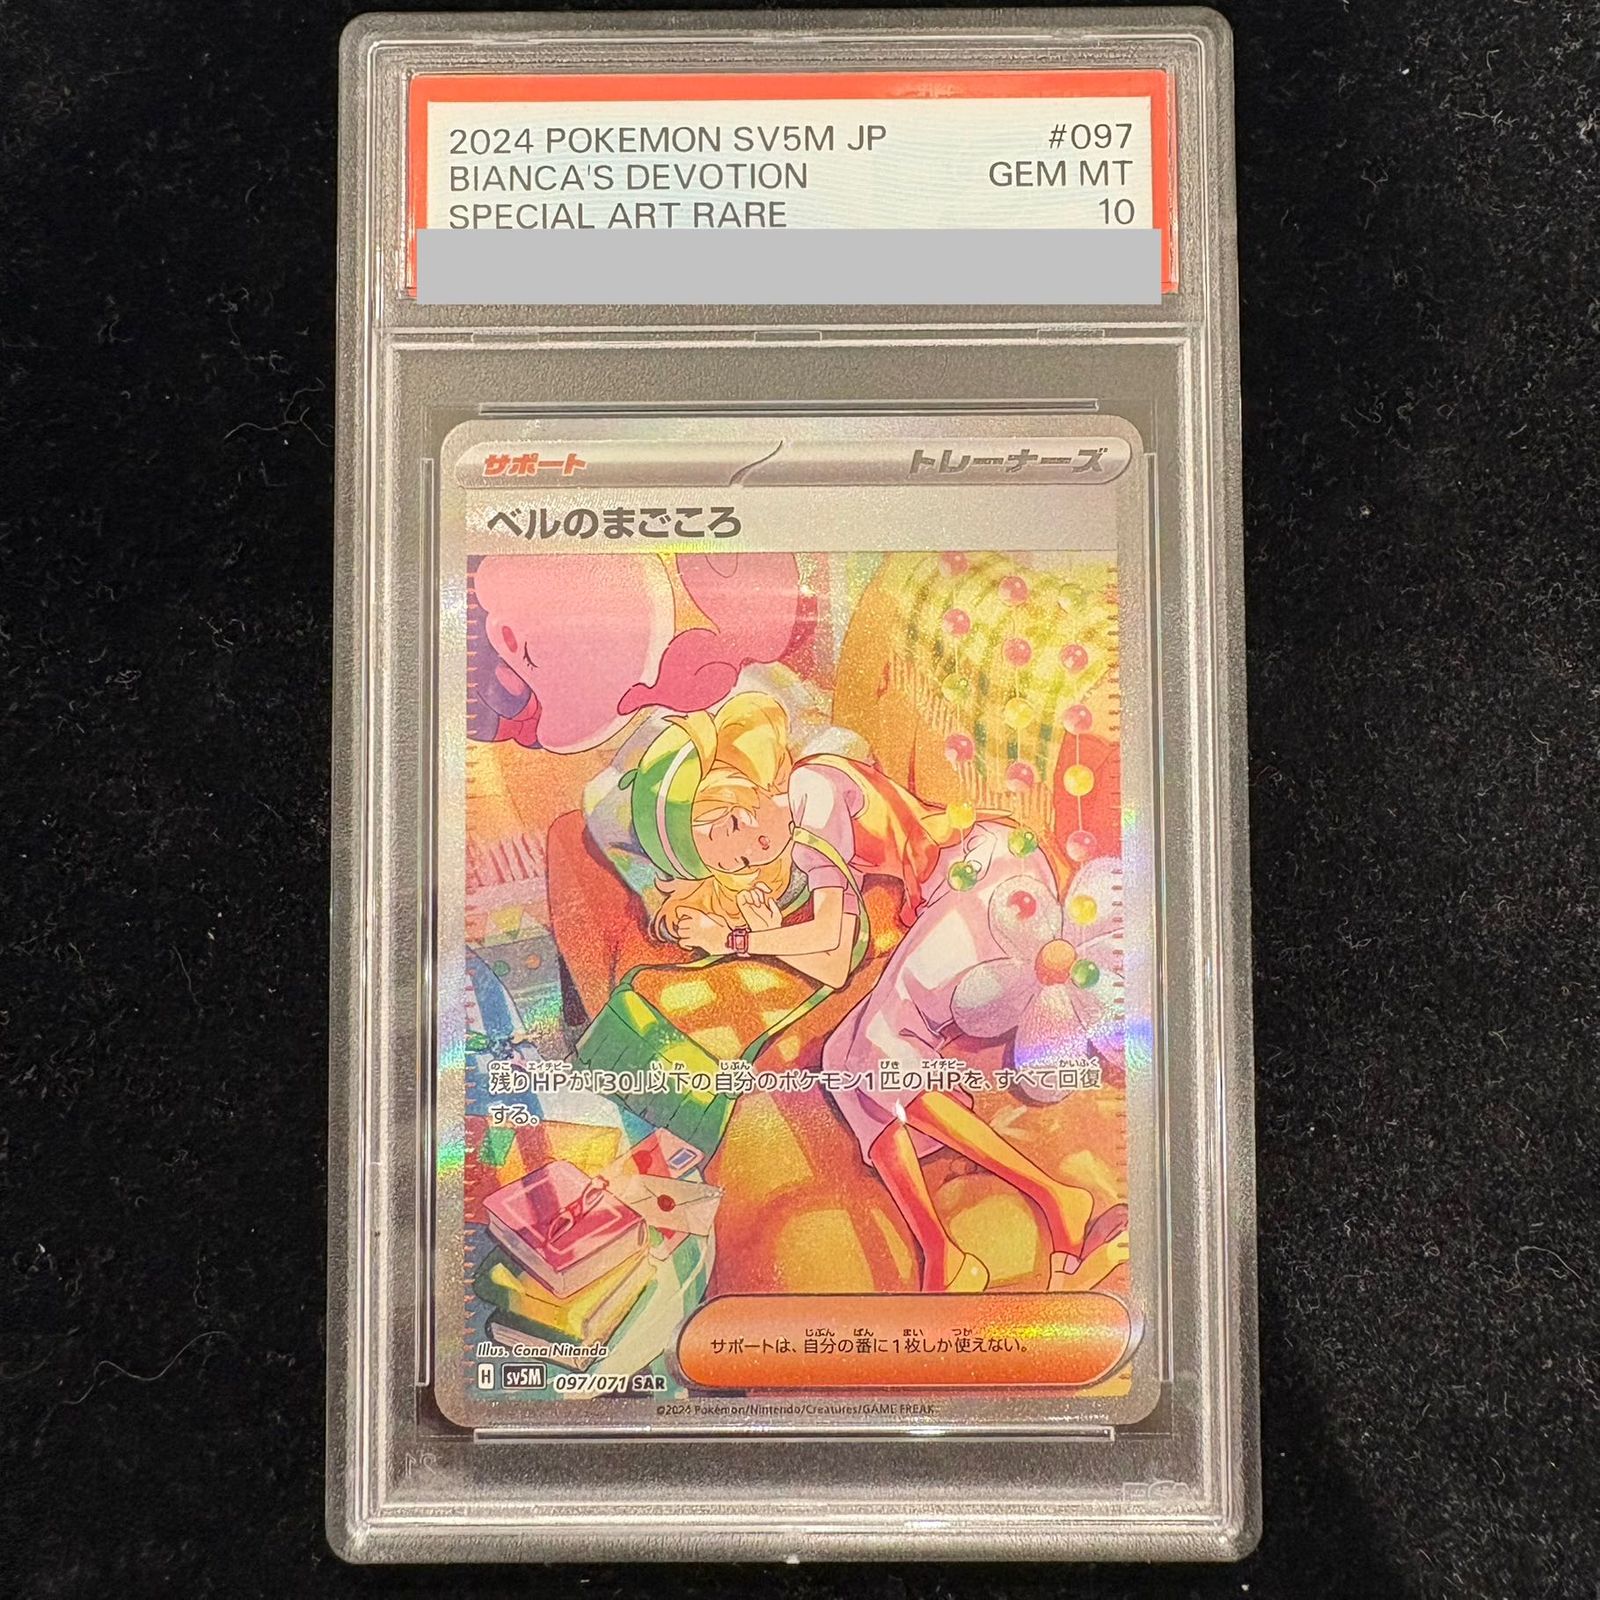 2024 POKEMON SV5M JP #097
BIANCA'S DEVOTION GEM MT
SPECIAL ART RARE 10
サポート トレーナーズ
ベルのまごころ
残りHPが「30」以下の自分のポケモン1匹のHPを、すべて回復
する。
サポートは、自分の番に1枚しか使えない。
Illus. Cona Nitanda
H sv5M 097/071 SAR
©2024 Pokémon/Nintendo/Creatures/GAME FREAK.